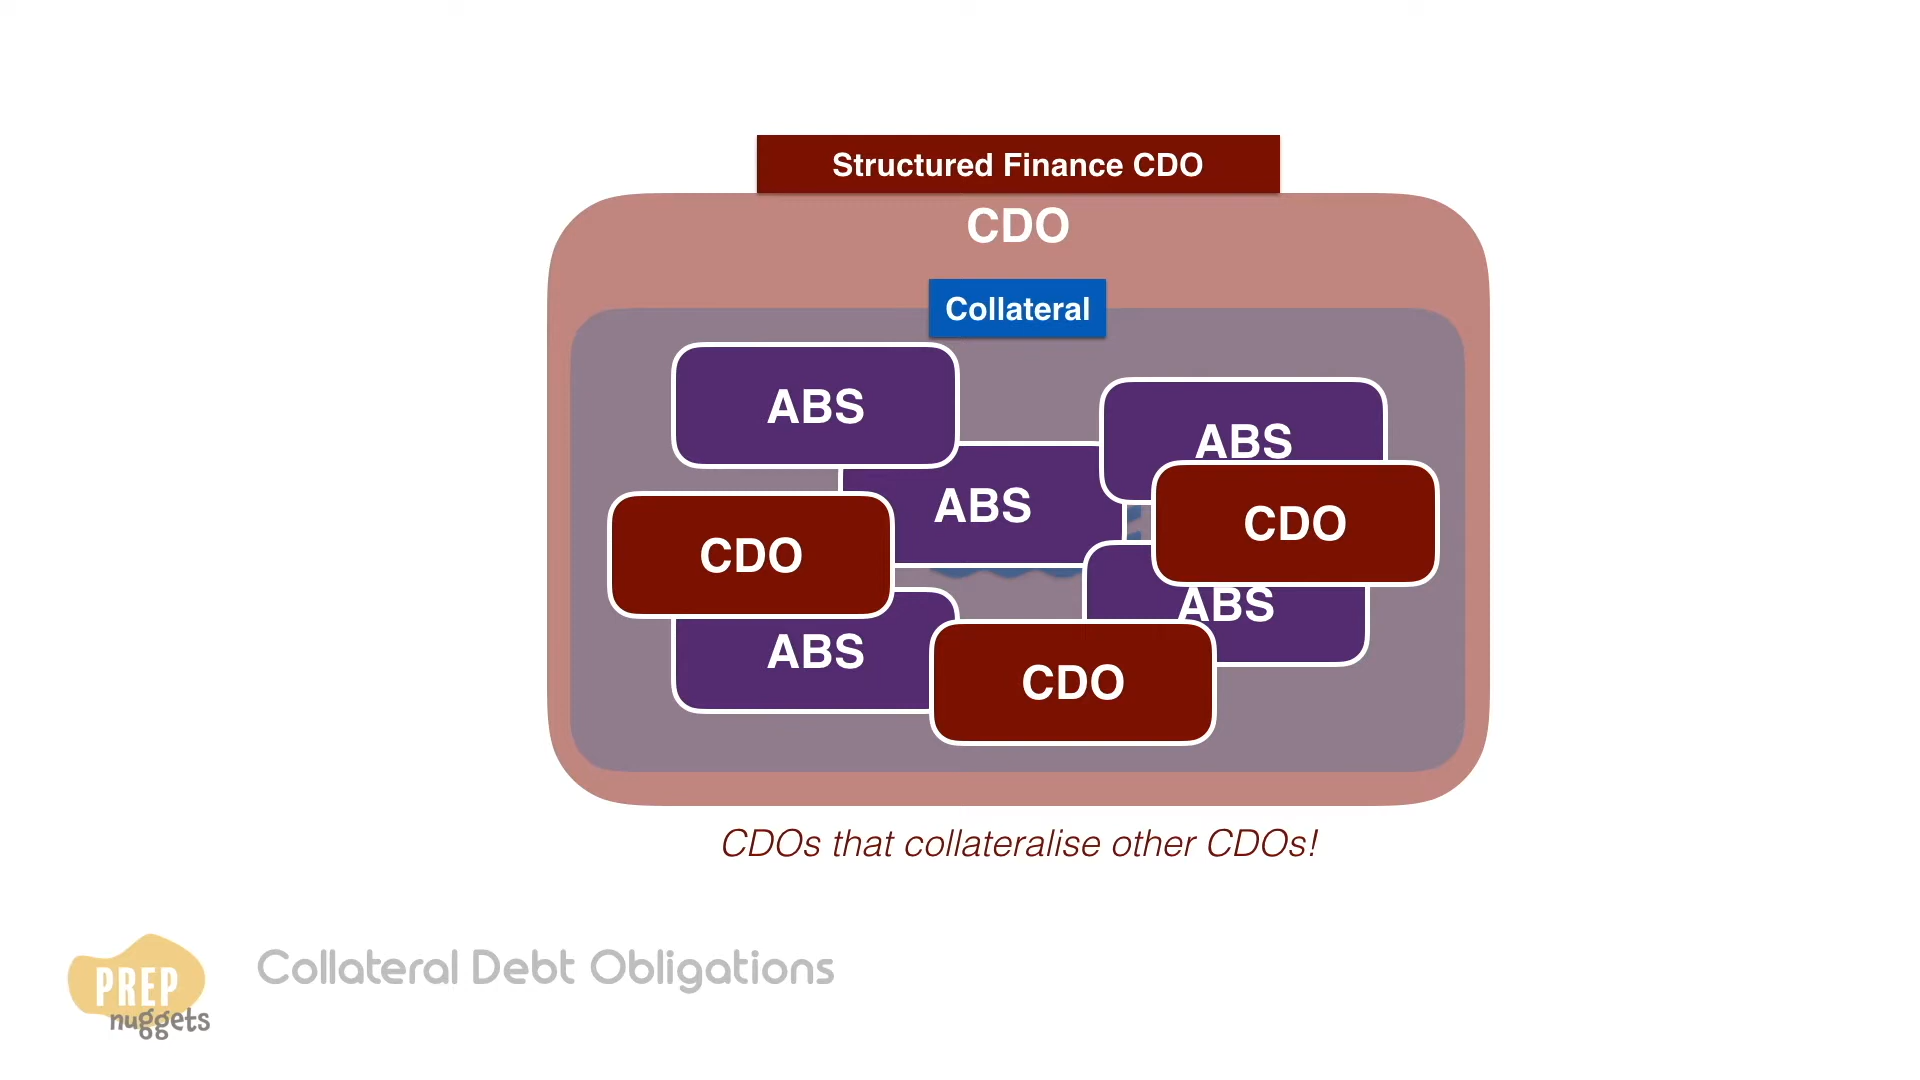 Structured Finance CDO
CDO
Collateral
ABS
ABS
ABS
CDO
CDO
ABS
ABS
CDO
CDOs that collateralise other CDOs!
PREP
nuggets
Collateral Debt Obligations